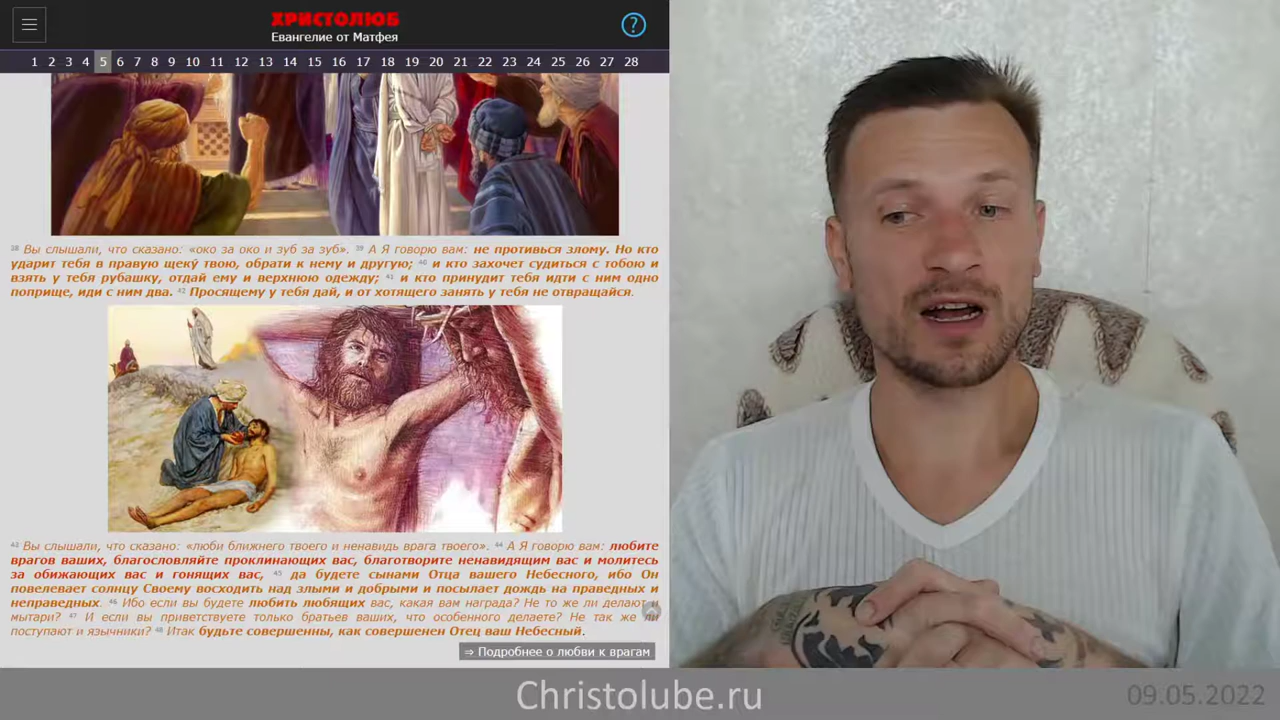 ХРИСТОЛЮБ
Евангелие от Матфея
?
1 2 3 4 5 6 7 8 9 10 11 12 13 14 15 16 17 18 19 20 21 22 23 24 25 26 27 28
38 Вы слышали, что сказано: «око за око и зуб за зуб». 39 А Я говорю вам: не противься злому. Но кто
ударит тебя в правую щеку́ твою, обрати к нему и другую; 40 и кто захочет судиться с тобою и
взять у тебя рубашку, отдай ему и верхнюю одежду; 41 и кто принудит тебя идти с ним одно
поприще, иди с ним два. 42 Просящему у тебя дай, и от хотящего занять у тебя не отвращайся.
43 Вы слышали, что сказано: «люби ближнего твоего и ненавидь врага твоего». 44 А Я говорю вам: любите
врагов ваших, благословляйте проклинающих вас, благотворите ненавидящим вас и молитесь
за обижающих вас и гонящих вас, 45 да будете сынами Отца вашего Небесного, ибо Он
повелевает солнцу Своему восходить над злыми и добрыми и посылает дождь на праведных и
неправедных. 46 Ибо если вы будете любить любящих вас, какая вам награда? Не то же ли делают и
мытари? 47 И если вы приветствуете только братьев ваших, что особенного делаете? Не так же ли
поступают и язычники? 48 Итак будьте совершенны, как совершенен Отец ваш Небесный.
⇒ Подробнее о любви к врагам
Christolube.ru
09.05.2022